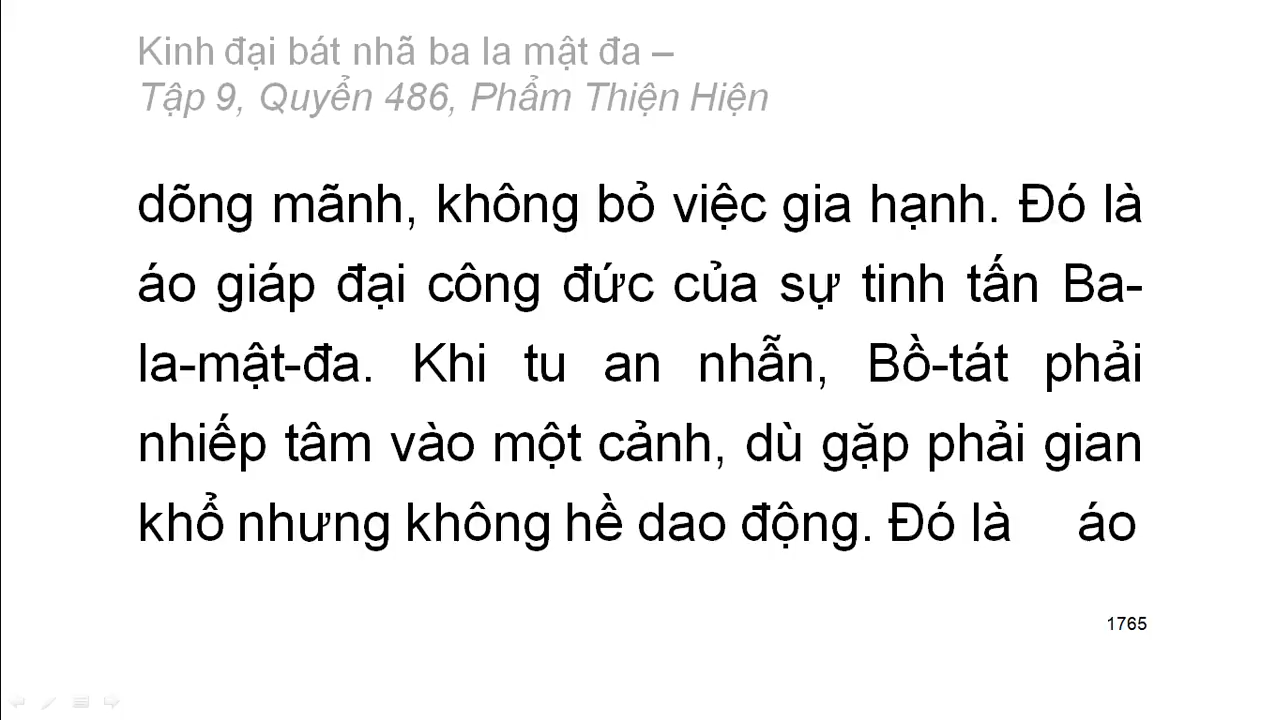 Kinh đại bát nhã ba la mật đa –
Tập 9, Quyển 486, Phẩm Thiện Hiện
dõng mãnh, không bỏ việc gia hạnh. Đó là
áo giáp đại công đức của sự tinh tấn Ba-
la-mật-đa. Khi tu an nhẫn, Bồ-tát phải
nhiếp tâm vào một cảnh, dù gặp phải gian
khổ nhưng không hề dao động. Đó là áo
1765